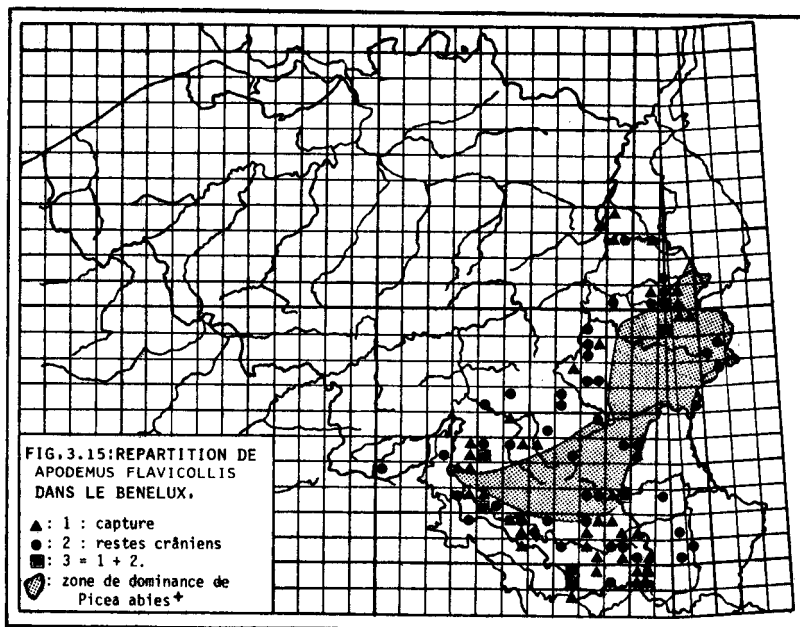 FIG.3.15:REPARTITION DE
APODEMUS FLAVICOLLIS
DANS LE BENELUX.
▲: 1 : capture
●: 2 : restes crâniens
■: 3 = 1 + 2.
: zone de dominance de
Picea abies+